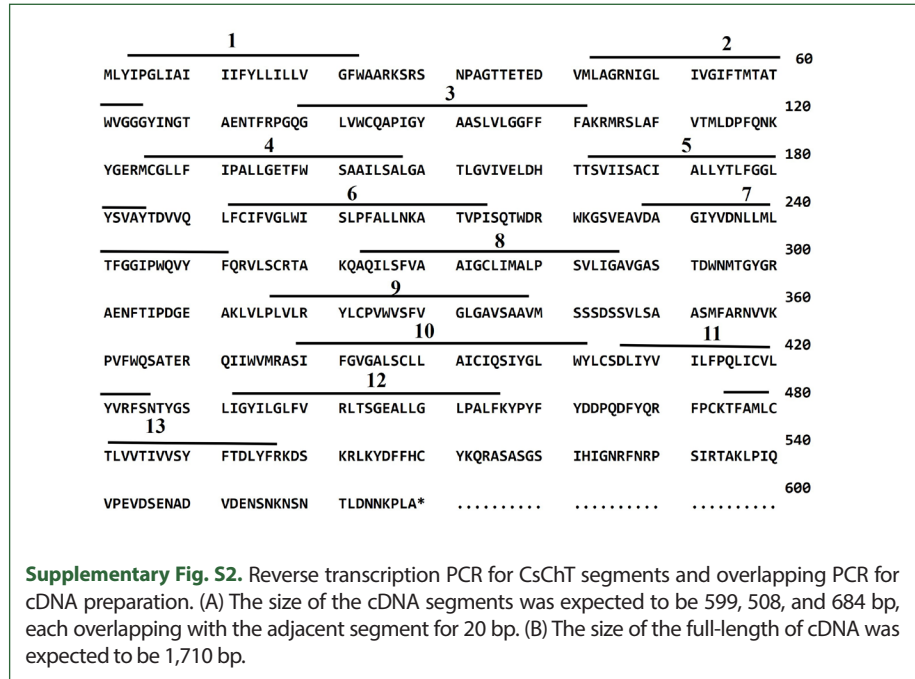 1 2
MLYIPGLIAI IIFYLLILLV GFWAARKSRS NPAGTTETED VMLAGRNIGL IVGIFTMTAT 60
3
WVGGGYINGT AENTFRPGQG LVWCQAPIGY AASLVLGGFF FAKRMRSLAF VTMLDPFQNK 120
4 5
YGERMCGLLF IPALLGETFW SAAILSALGA TLGVIVELDH TTSVIISACI ALLYTLFGGL 180
6 7
YSVAYTDVVQ LFCIFVGLWI SLPFALLNKA TVPISQTWDR WKGSVEAVDA GIYVDNLLML 240
8
TFGGIPWQVY FQRVLSCRTA KQAQILSFVA AIGCLIMALP SVLIGAVGAS TDWNMTGYGR 300
9
AENFTIPDGE AKLVLPLVLR YLCPVWVSFV GLGAVSAAVM SSSDSSVLSA ASMFARNVVK 360
10 11
PVFWQSATER QIIWVMRASI FGVGALSCLL AICIQSIYGL WYLCSDLIYV ILFPQLICVL 420
12
YVRFSNTYGS LIGYILGLFV RLTSGEALLG LPALFKYPYF YDDPQDFYQR FPCKTFAMLC 480
13
TLVVTIVVSY FTDLYFRKDS KRLKYDFFHC YKQRASASGS IHIGNRFNRP SIRTAKLPIQ 540
VPEVDSENAD VDENSNKNSN TLDNNKPLA* .......... .......... .......... 600
Supplementary Fig. S2. Reverse transcription PCR for CsChT segments and overlapping PCR for
cDNA preparation. (A) The size of the cDNA segments was expected to be 599, 508, and 684 bp,
each overlapping with the adjacent segment for 20 bp. (B) The size of the full-length of cDNA was
expected to be 1,710 bp.